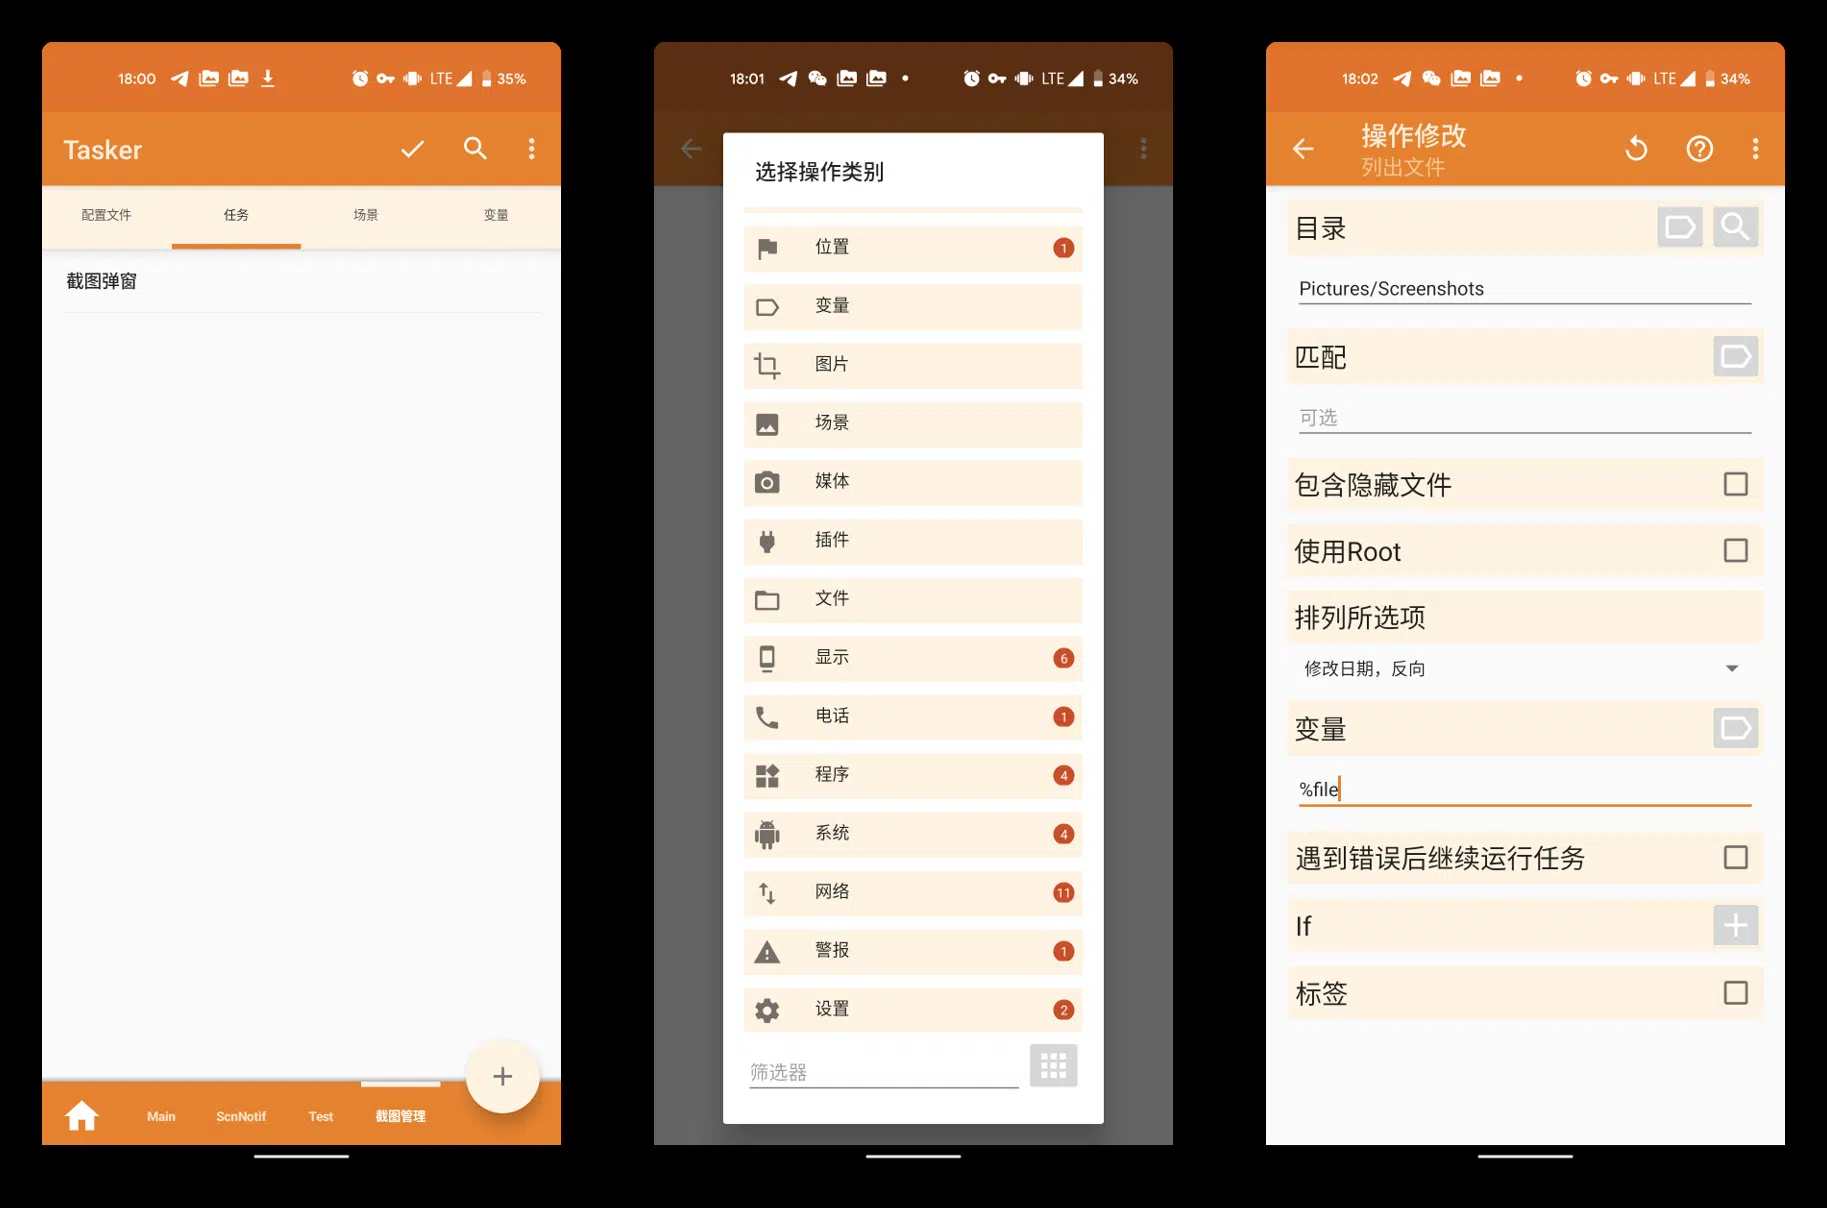 18:00
LTE
35%
Tasker
配置文件
任务
场景
变量
截图弹窗
Main
ScnNotif
Test
截图管理
18:01
LTE
34%
选择操作类别
位置
1
变量
图片
场景
媒体
插件
文件
显示
6
电话
1
程序
4
系统
4
网络
11
警报
1
设置
2
筛选器
18:02
LTE
34%
操作修改
列出文件
目录
Pictures/Screenshots
匹配
可选
包含隐藏文件
使用Root
排列所选项
修改日期，反向
变量
%file
遇到错误后继续运行任务
If
标签